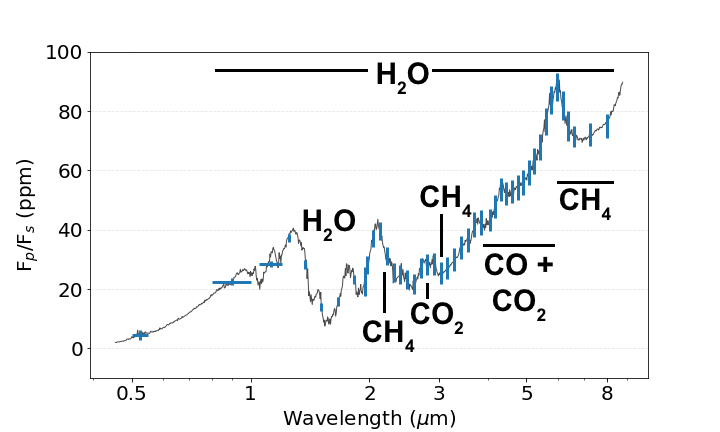 100
80
60
40
20
0
F_p/F_s (ppm)
H₂O
H₂O
CH₄
CH₄
CO +
CO₂
CO₂
CH₄
0.5
1
2
3
5
8
Wavelength (μm)